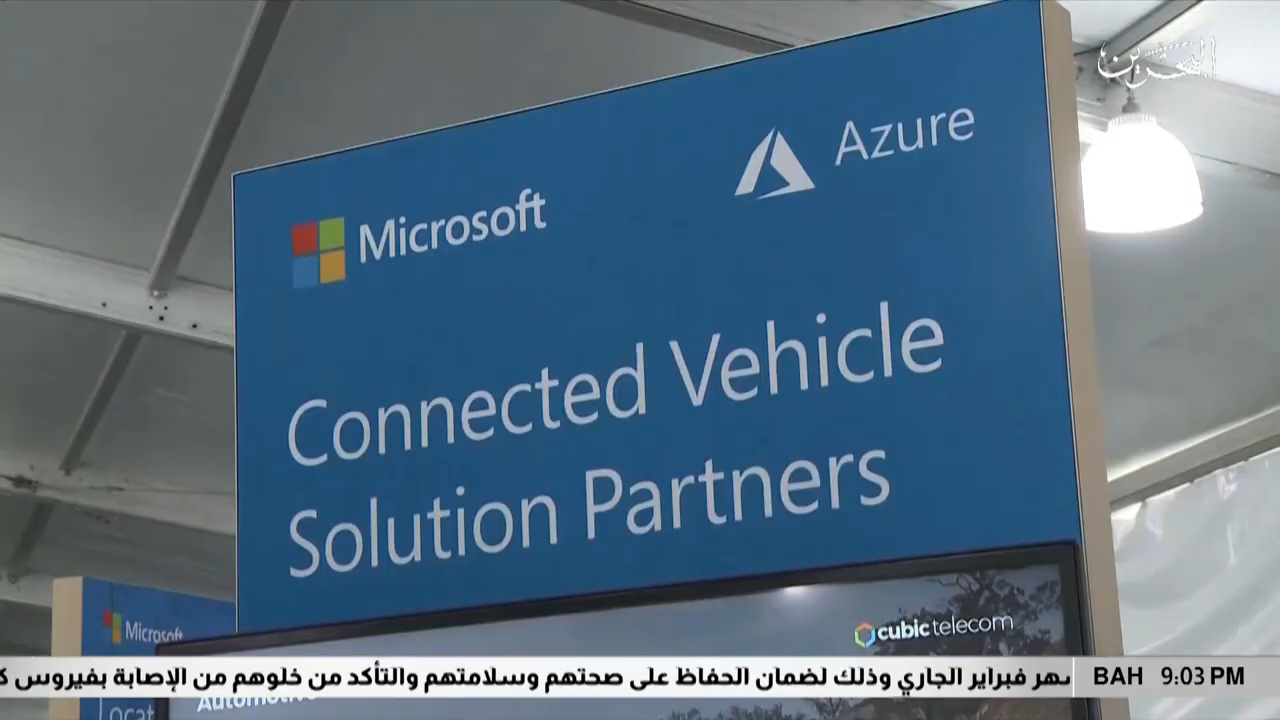 البحرين
Azure
Microsoft
Connected Vehicle
Solution Partners
Microsoft
cubic telecom
فبراير الجاري وذلك لضمان الحفاظ على صحتهم وسلامتهم والتأكد من خلوهم من الإصابة بفيروس
BAH 9:03 PM